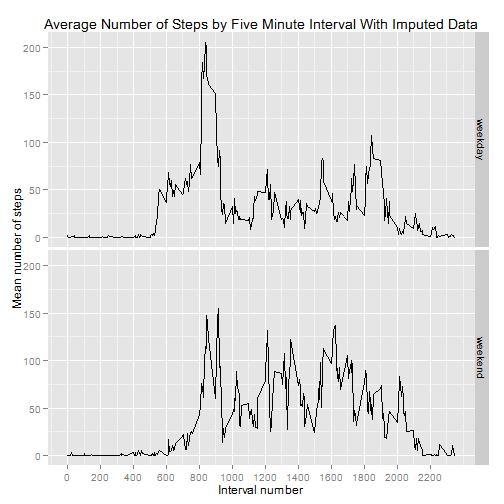 Average Number of Steps by Five Minute Interval With Imputed Data
Mean number of steps
200
150
100
50
0
weekday
200
150
100
50
0
weekend
0 200 400 600 800 1000 1200 1400 1600 1800 2000 2200
Interval number